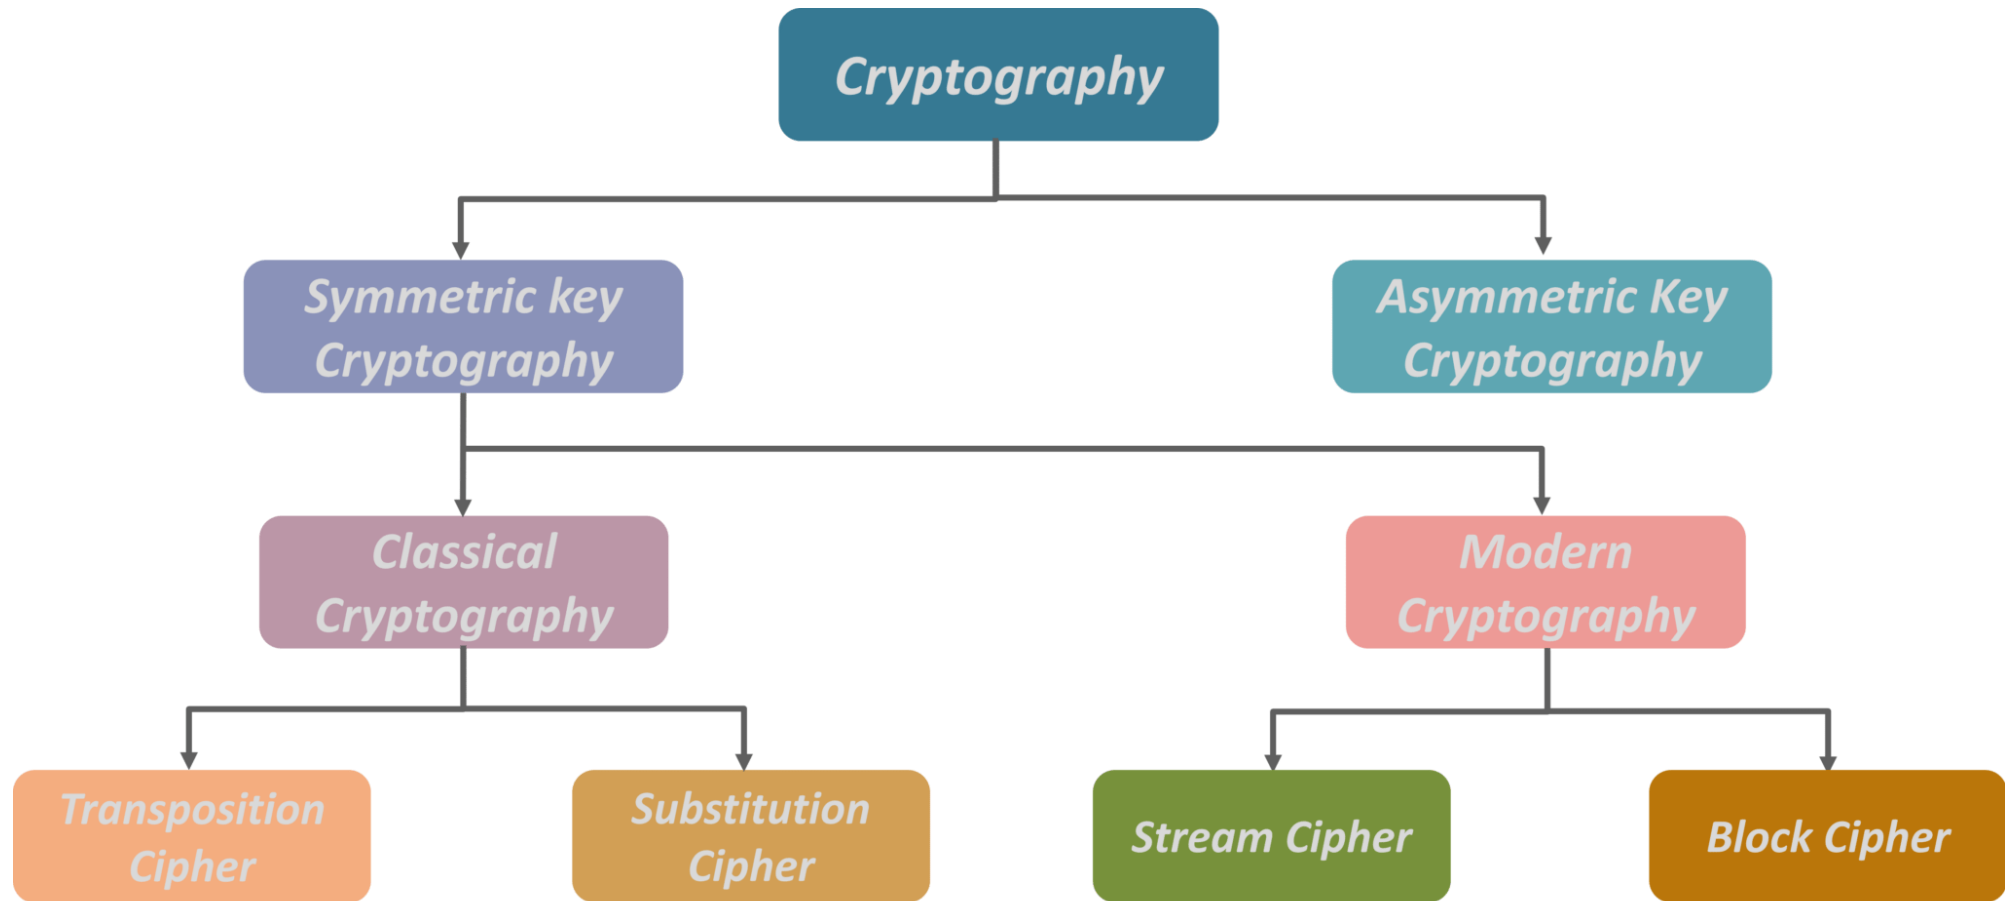 Cryptography
Symmetric key
Cryptography
Asymmetric Key
Cryptography
Classical
Cryptography
Modern
Cryptography
Transposition
Cipher
Substitution
Cipher
Stream Cipher
Block Cipher